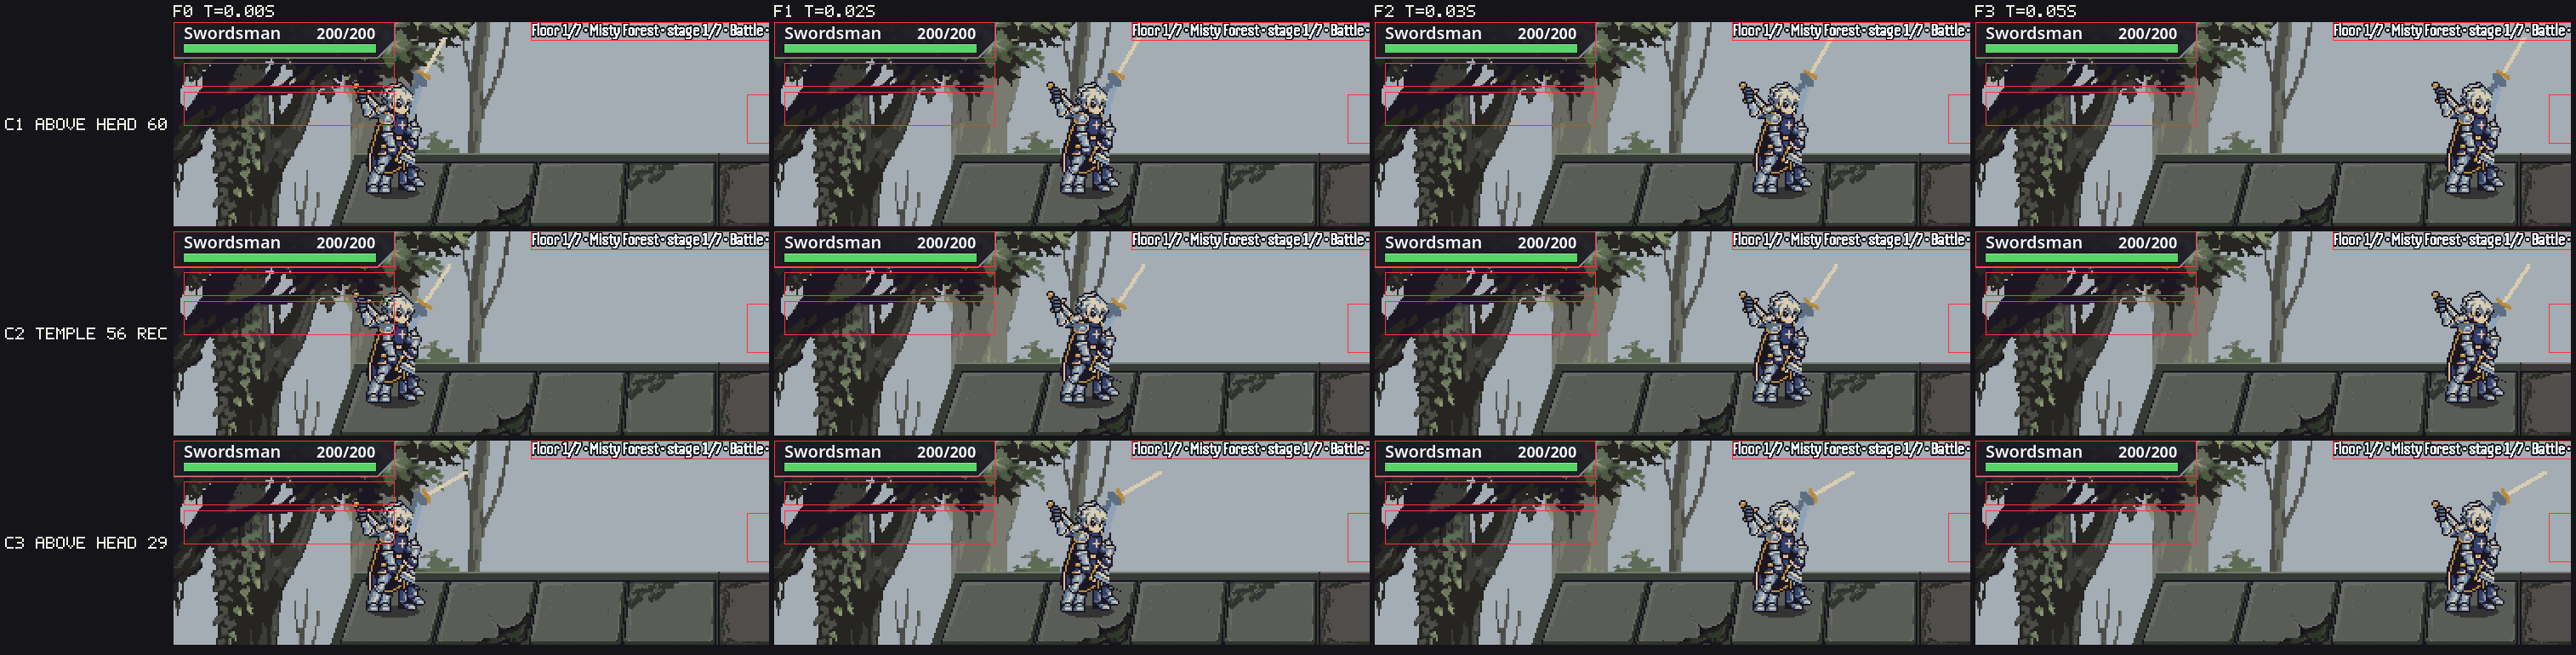 F0 T=0.00S F1 T=0.02S F2 T=0.03S F3 T=0.05S
Swordsman 200/200 Floor 1/7 · Misty Forest · stage 1/7 · Battle · Swordsman 200/200 Floor 1/7 · Misty Forest · stage 1/7 · Battle · Swordsman 200/200 Floor 1/7 · Misty Forest · stage 1/7 · Battle · Swordsman 200/200 Floor 1/7 · Misty Forest · stage 1/7 · Battle ·
C1 ABOVE HEAD 60
Swordsman 200/200 Floor 1/7 · Misty Forest · stage 1/7 · Battle · Swordsman 200/200 Floor 1/7 · Misty Forest · stage 1/7 · Battle · Swordsman 200/200 Floor 1/7 · Misty Forest · stage 1/7 · Battle · Swordsman 200/200 Floor 1/7 · Misty Forest · stage 1/7 · Battle ·
C2 TEMPLE 56 REC
Swordsman 200/200 Floor 1/7 · Misty Forest · stage 1/7 · Battle · Swordsman 200/200 Floor 1/7 · Misty Forest · stage 1/7 · Battle · Swordsman 200/200 Floor 1/7 · Misty Forest · stage 1/7 · Battle · Swordsman 200/200 Floor 1/7 · Misty Forest · stage 1/7 · Battle ·
C3 ABOVE HEAD 29